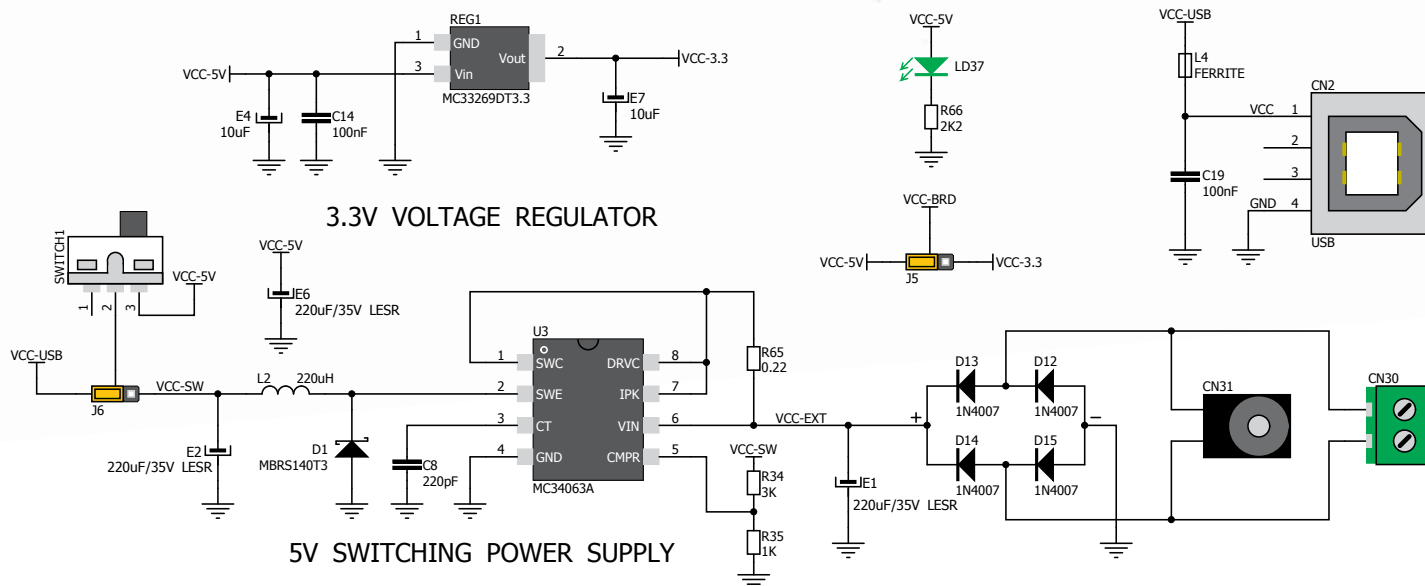 REG1
1
GND
Vout
2
3
Vin
VCC-5V
VCC-3.3
MC33269DT3.3
E4
10uF
C14
100nF
E7
10uF
3.3V VOLTAGE REGULATOR
VCC-5V
LD37
R66
2K2
VCC-BRD
VCC-5V
VCC-3.3
J5
VCC-USB
L4
FERRITE
CN2
VCC
1
2
3
GND
4
C19
100nF
USB
SWITCH1
1
2
3
VCC-5V
VCC-5V
E6
220uF/35V LESR
VCC-USB
J6
VCC-SW
L2
220uH
E2
220uF/35V LESR
D1
MBRS140T3
C8
220pF
U3
1
SWC
DRVC
8
2
SWE
IPK
7
3
CT
VIN
6
4
GND
CMPR
5
MC34063A
R65
0.22
VCC-EXT
VCC-SW
R34
3K
R35
1K
E1
220uF/35V LESR
D13
1N4007
D12
1N4007
+
−
D14
1N4007
D15
1N4007
CN31
CN30
5V SWITCHING POWER SUPPLY